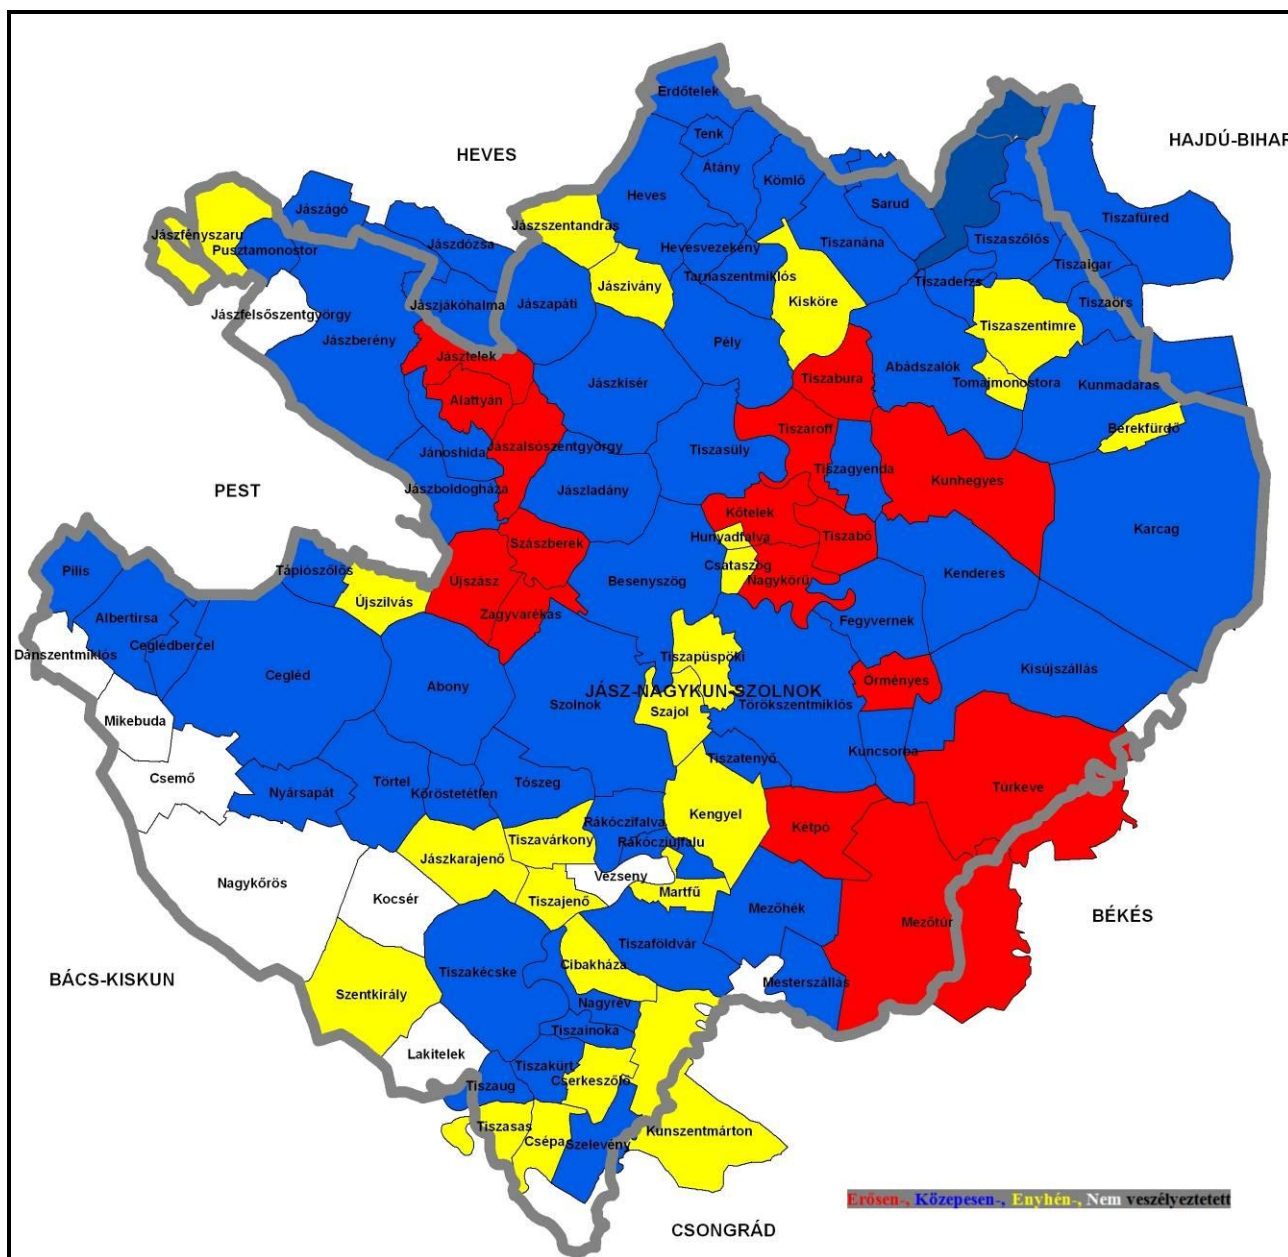 Erdőtelek
HEVES
Tenk
HAJDÚ-BIHAR
Átány
Kömlő
Heves
Sarud
Jászágó
Tiszafüred
Jászszentandrás
Jászfényszaru
Pusztamonostor
Jászdózsa
Tiszanána
Tiszaszőlős
Hevesvezekény
Tiszaigar
Tarnaszentmiklós
Tiszaderzs
Jászivány
Kisköre
Tiszaörs
Jászjákóhalma
Jászapáti
Jászfelsőszentgyörgy
Tiszaszentimre
Jászberény
Pély
Jásztelek
Abádszalók
Tiszabura
Jászkisér
Tomajmonostora
Kunmadaras
Alattyán
Tiszaroff
Berekfürdő
Jászalsószentgyörgy
Tiszasüly
Jánoshida
Tiszagyenda
Kunhegyes
PEST
Jászboldogháza
Jászladány
Kőtelek
Karcag
Hunyadfalva
Tiszabő
Szászberek
Csataszög
Pilis
Tápiószőlős
Újszász
Besenyszög
Nagykörű
Kenderes
Újszilvás
Zagyvarékas
Albertirsa
Fegyvernek
Ceglédbercel
Dánszentmiklós
Tiszapüspöki
Cegléd
Kisújszállás
Örményes
Abony
JÁSZ-NAGYKUN-SZOLNOK
Szolnok
Szajol
Törökszentmiklós
Mikebuda
Kuncsorba
Tiszatenyő
Csemő
Törtel
Tószeg
Túrkeve
Nyársapát
Kőröstetétlen
Kengyel
Rákóczifalva
Kétpó
Tiszavárkony
Rákócziújfalu
Jászkarajenő
Vezseny
Nagykőrös
Martfű
Kocsér
Tiszajenő
Mezőhék
BÉKÉS
Mezőtúr
Tiszaföldvár
Cibakháza
Tiszakécske
BÁCS-KISKUN
Mesterszállás
Szentkirály
Nagyrév
Tiszainoka
Lakitelek
Tiszakürt
Cserkeszőlő
Tiszaug
Tiszasas
Kunszentmárton
Csépa
Szelevény
Erősen-, Közepesen-, Enyhén-, Nem veszélyeztetett
CSONGRÁD